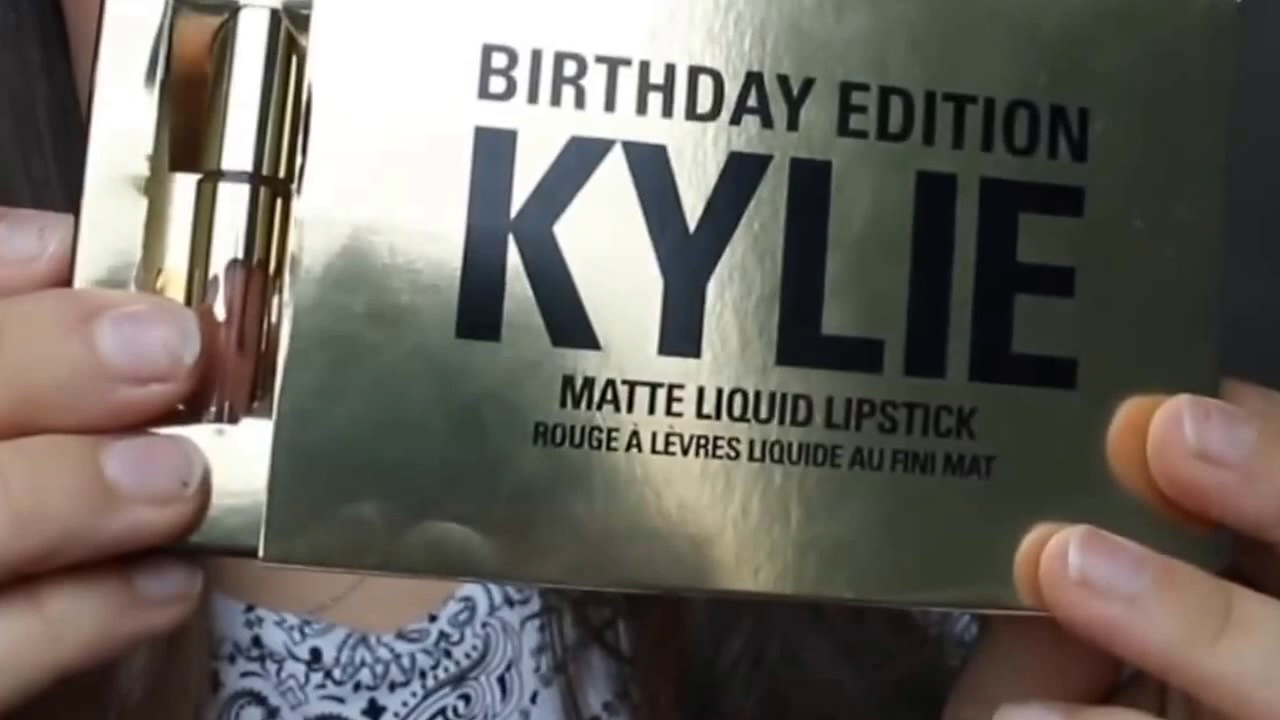 BIRTHDAY EDITION
KYLIE
MATTE LIQUID LIPSTICK
ROUGE À LÈVRES LIQUIDE AU FINI MAT